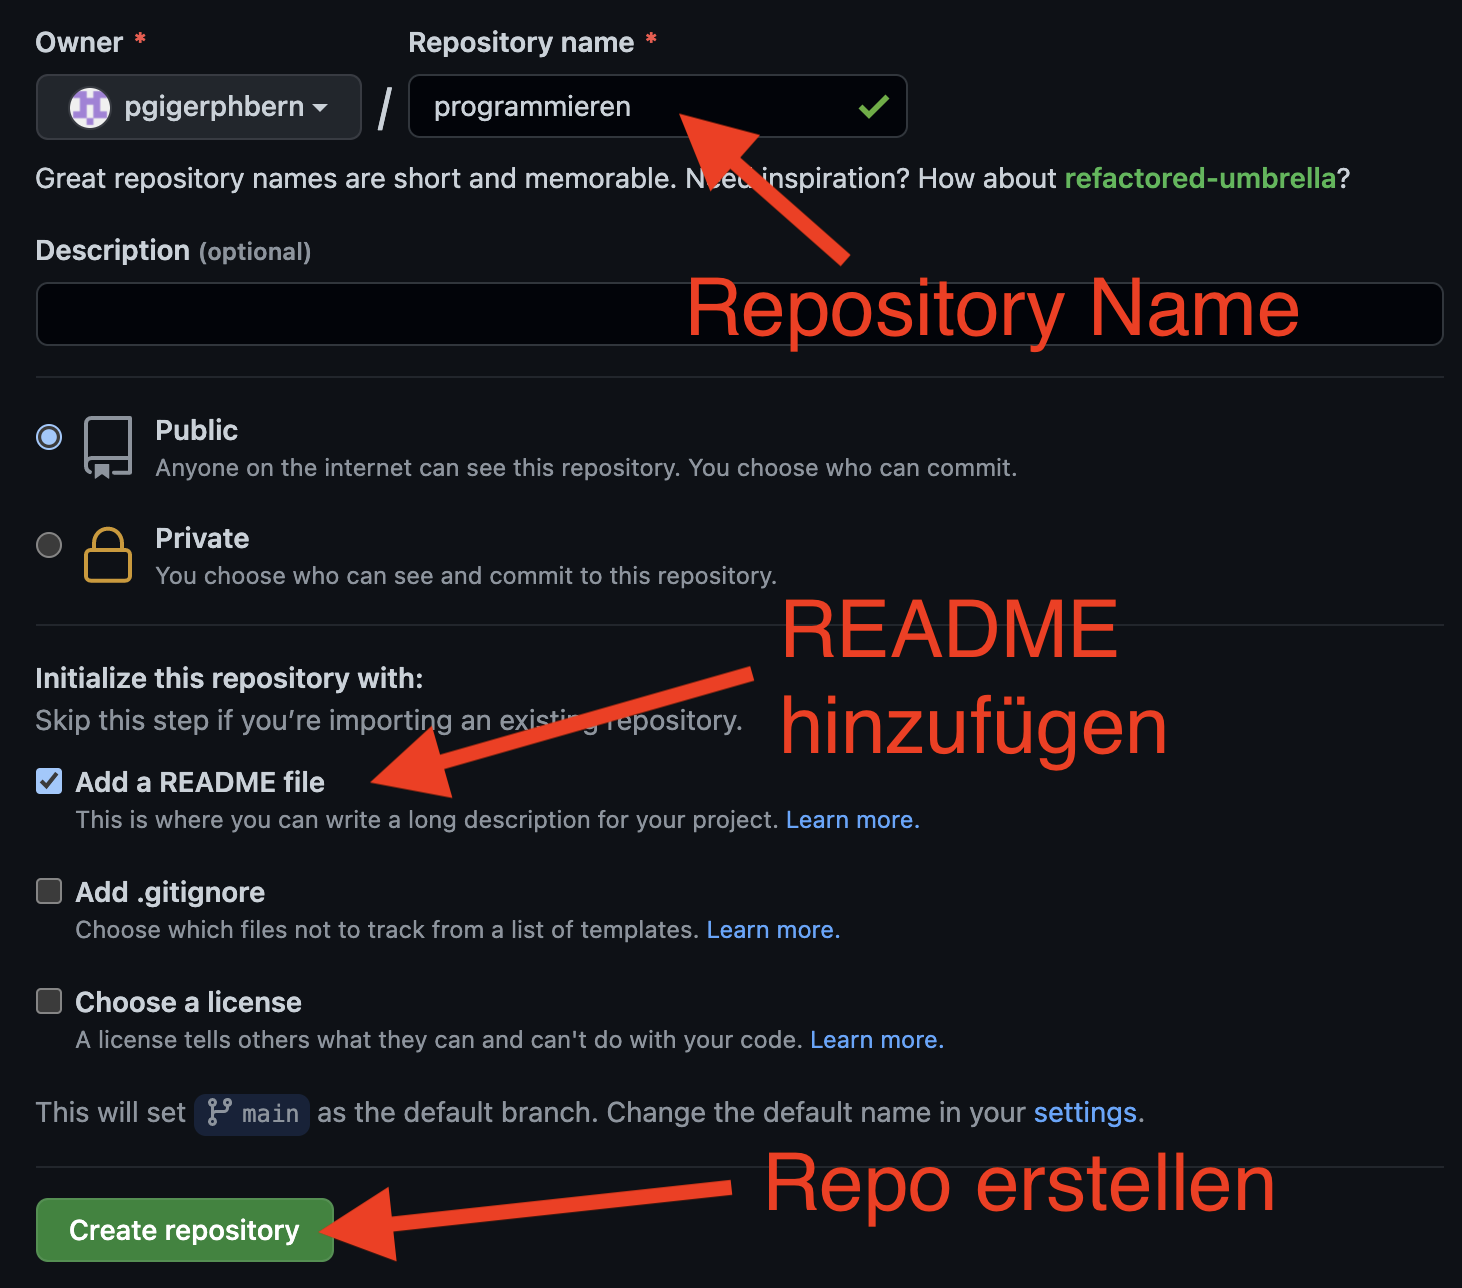 Owner * Repository name *
pgigerphbern / programmieren
Great repository names are short and memorable. Need inspiration? How about refactored-umbrella?
Description (optional)
Repository Name
Public
Anyone on the internet can see this repository. You choose who can commit.
Private
You choose who can see and commit to this repository.
README
hinzufügen
Initialize this repository with:
Skip this step if you’re importing an existing repository.
Add a README file
This is where you can write a long description for your project. Learn more.
Add .gitignore
Choose which files not to track from a list of templates. Learn more.
Choose a license
A license tells others what they can and can't do with your code. Learn more.
This will set main as the default branch. Change the default name in your settings.
Repo erstellen
Create repository